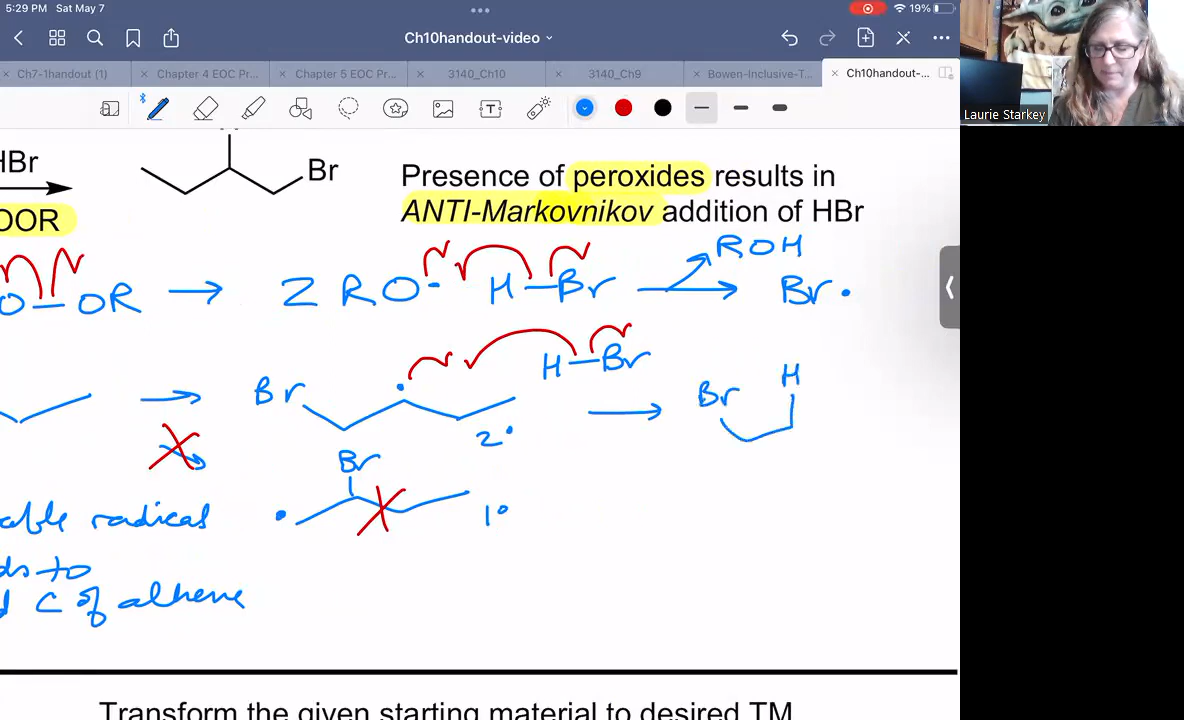 5:29 PM Sat May 7
19%
Ch10handout-video
Ch7-1handout (1)
Chapter 4 EOC Pr...
Chapter 5 EOC Pr...
3140_Ch10
3140_Ch9
Bowen-Inclusive-T...
Ch10handout-...
Laurie Starkey
HBr
Br
Presence of peroxides results in
OOR
ANTI-Markovnikov addition of HBr
ROH
O—OR → 2 RO· H—Br → Br·
H—Br
Br → Br H
2°
Br
able radical
1°
ds to
d C of alkene
Transform the given starting material to desired TM